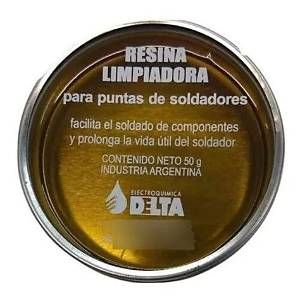 RESINA
LIMPIADORA
para puntas de soldadores
facilita el soldado de componentes
y prolonga la vida útil del soldador
CONTENIDO NETO 50 g
INDUSTRIA ARGENTINA
ELECTROQUIMICA
DELTA